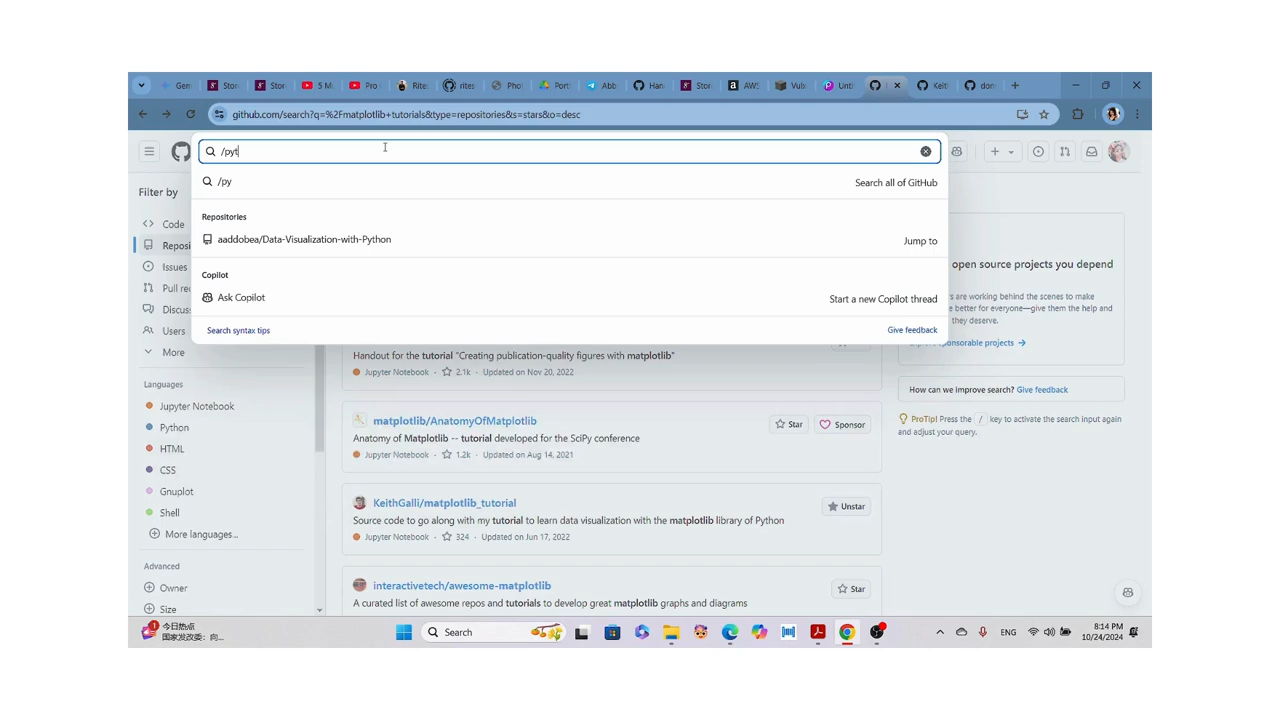 Gen
Stor
Stor
5 M
Pro
Rite
rites
Pho
Port
Abb
Han
Stor
AWS
Vul
Unti
Keit
don
github.com/search?q=%2Fmatplotlib+tutorials&type=repositories&s=stars&o=desc
/pyt
/py
Search all of GitHub
Repositories
aaddobea/Data-Visualization-with-Python
Jump to
Copilot
Ask Copilot
Start a new Copilot thread
Search syntax tips
Give feedback
Filter by
Code
Reposi
Issues
Pull re
Discus
Users
More
Languages
Jupyter Notebook
Python
HTML
CSS
Gnuplot
Shell
More languages...
Advanced
Owner
Size
Handout for the tutorial "Creating publication-quality figures with matplotlib"
Jupyter Notebook · 2.1k · Updated on Nov 20, 2022
matplotlib/AnatomyOfMatplotlib
Star
Sponsor
Anatomy of Matplotlib -- tutorial developed for the SciPy conference
Jupyter Notebook · 1.2k · Updated on Aug 14, 2021
KeithGalli/matplotlib_tutorial
Unstar
Source code to go along with my tutorial to learn data visualization with the matplotlib library of Python
Jupyter Notebook · 324 · Updated on Jun 17, 2022
interactivetech/awesome-matplotlib
Star
A curated list of awesome repos and tutorials to develop great matplotlib graphs and diagrams
open source projects you depend
rs are working behind the scenes to make
e better for everyone—give them the help and
they deserve.
sponsorable projects →
How can we improve search? Give feedback
ProTip! Press the / key to activate the search input again
and adjust your query.
1
今日热点
国家发改委：向...
Search
ENG
8:14 PM
10/24/2024